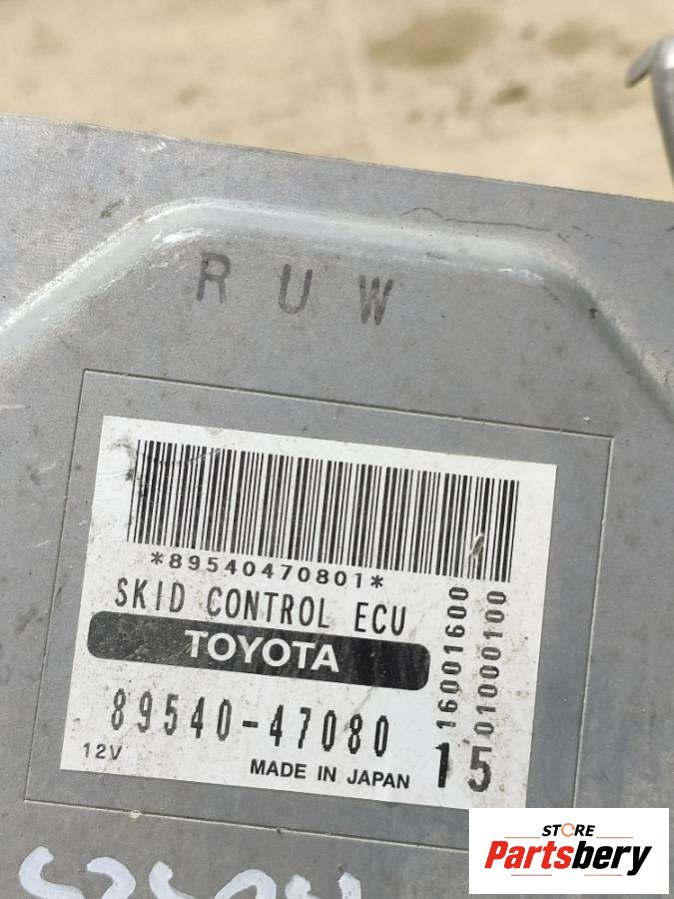 R U W
*89540470801*
SKID CONTROL ECU
TOYOTA
89540-47080
12V
MADE IN JAPAN
15
16001600
01000100
STORE
Partsbery